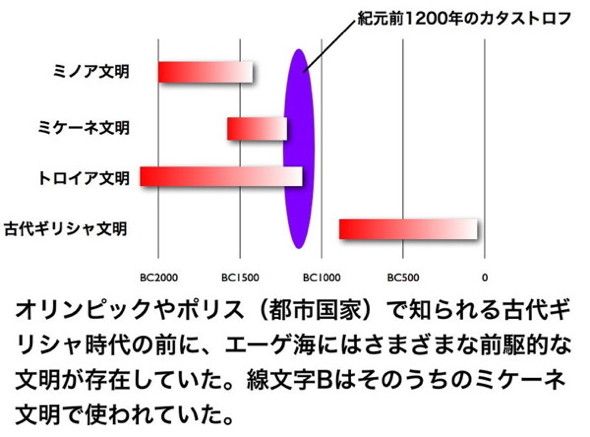 紀元前1200年のカタストロフ
ミノア文明
ミケーネ文明
トロイア文明
古代ギリシャ文明
BC2000 BC1500 BC1000 BC500 0
オリンピックやポリス（都市国家）で知られる古代ギ
リシャ時代の前に、エーゲ海にはさまざまな前駆的な
文明が存在していた。線文字Bはそのうちのミケーネ
文明で使われていた。